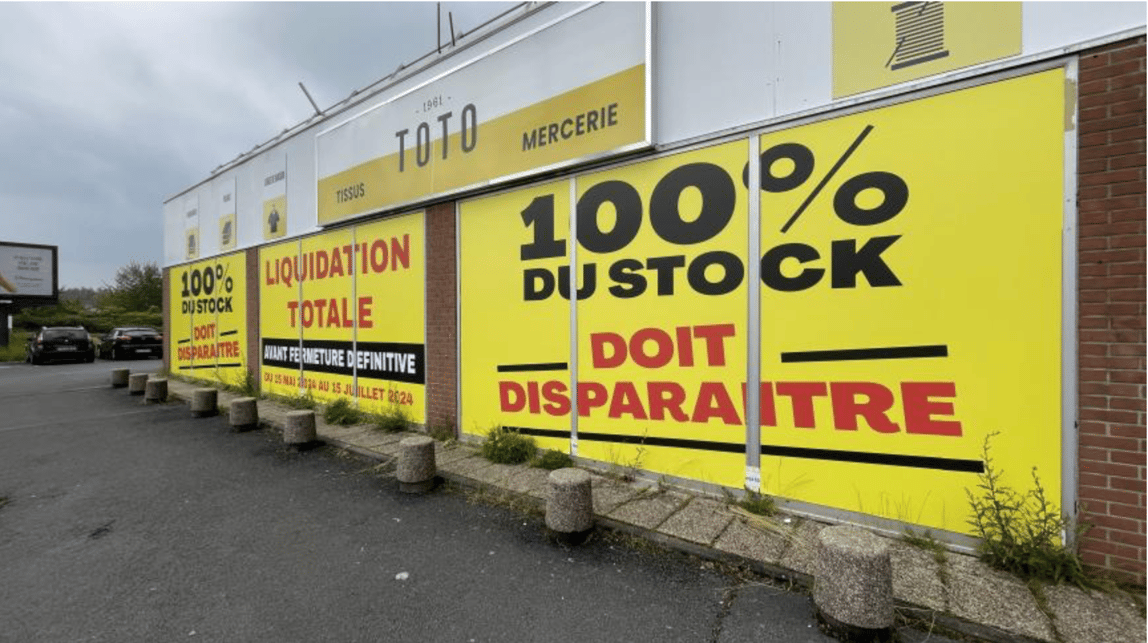 - 1961 -
TOTO
TISSUS
MERCERIE
100%
DU STOCK
DOIT
DISPARAITRE
LIQUIDATION
TOTALE
AVANT FERMETURE DEFINITIVE
DU 15 MAI 2024 AU 15 JUILLET 2024
100%
DU STOCK
DOIT
DISPARAITRE